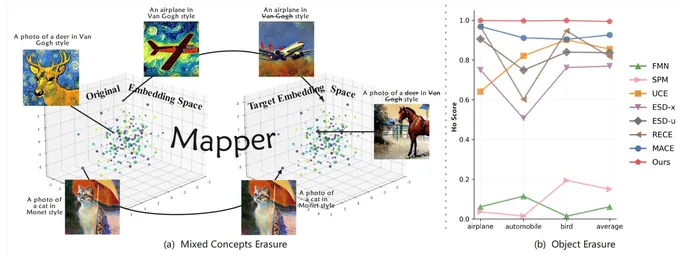 An airplane in
Van Gogh style
An airplane in
Van Gogh style
A photo of a deer in Van
Gogh style
Original Embedding Space
Target Embedding Space
A photo of a deer in Van
Gogh style
Mapper
A photo of
a cat in
Monet style
A photo of
a cat in
Monet style
(a) Mixed Concepts Erasure
Ho Score
1.0
0.8
0.6
0.4
0.2
0.0
airplane automobile bird average
FMN
SPM
UCE
ESD-x
ESD-u
RECE
MACE
Ours
(b) Object Erasure